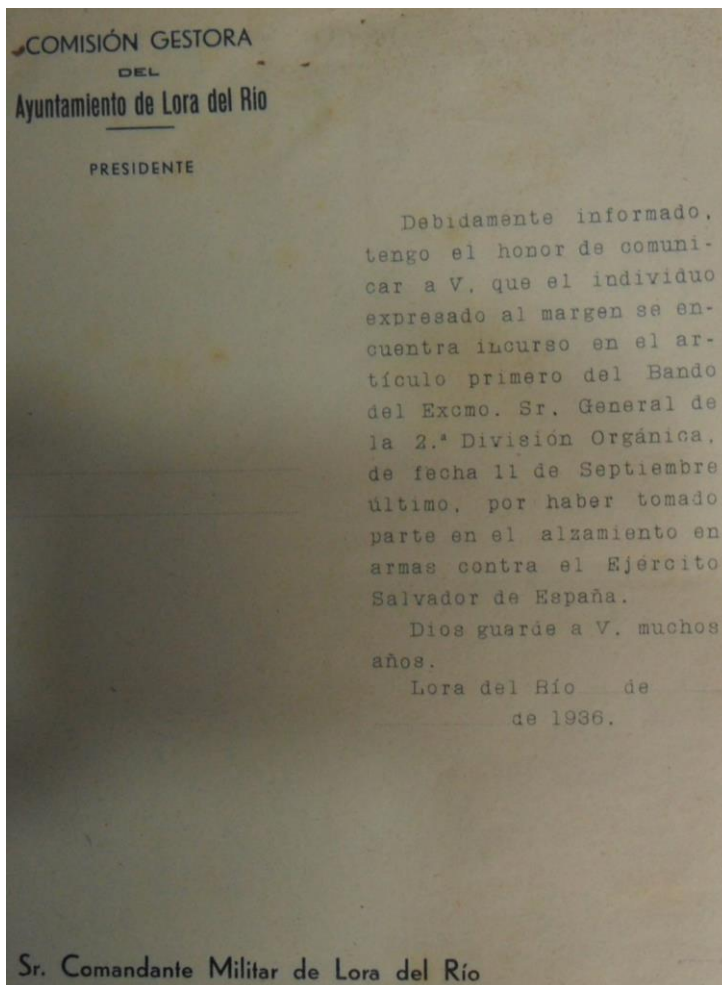 COMISIÓN GESTORA
DEL
Ayuntamiento de Lora del Río
PRESIDENTE
Debidamente informado,
tengo el honor de comuni-
car a V. que el individuo
expresado al margen se en-
cuentra incurso en el ar-
tículo primero del Bando
del Excmo. Sr. General de
la 2.ª División Orgánica,
de fecha 11 de Septiembre
último, por haber tomado
parte en el alzamiento en
armas contra el Ejército
Salvador de España.
Dios guarde a V. muchos
años.
Lora del Río de
de 1936.
Sr. Comandante Militar de Lora del Río